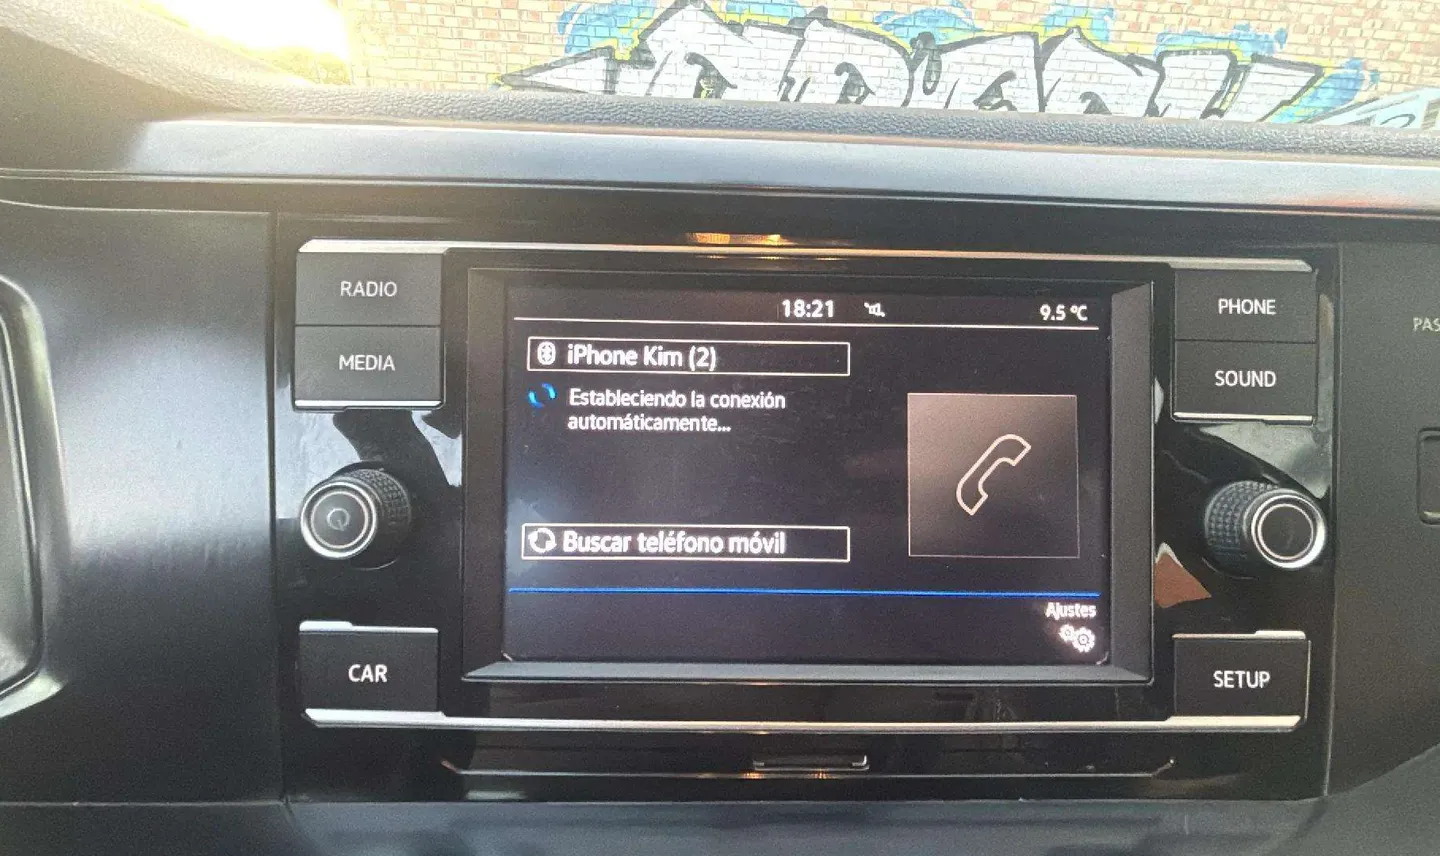 RADIO
MEDIA
18:21
9.5 °C
iPhone Kim (2)
Estableciendo la conexión
automáticamente...
Buscar teléfono móvil
Ajustes
PHONE
SOUND
CAR
SETUP
PAS